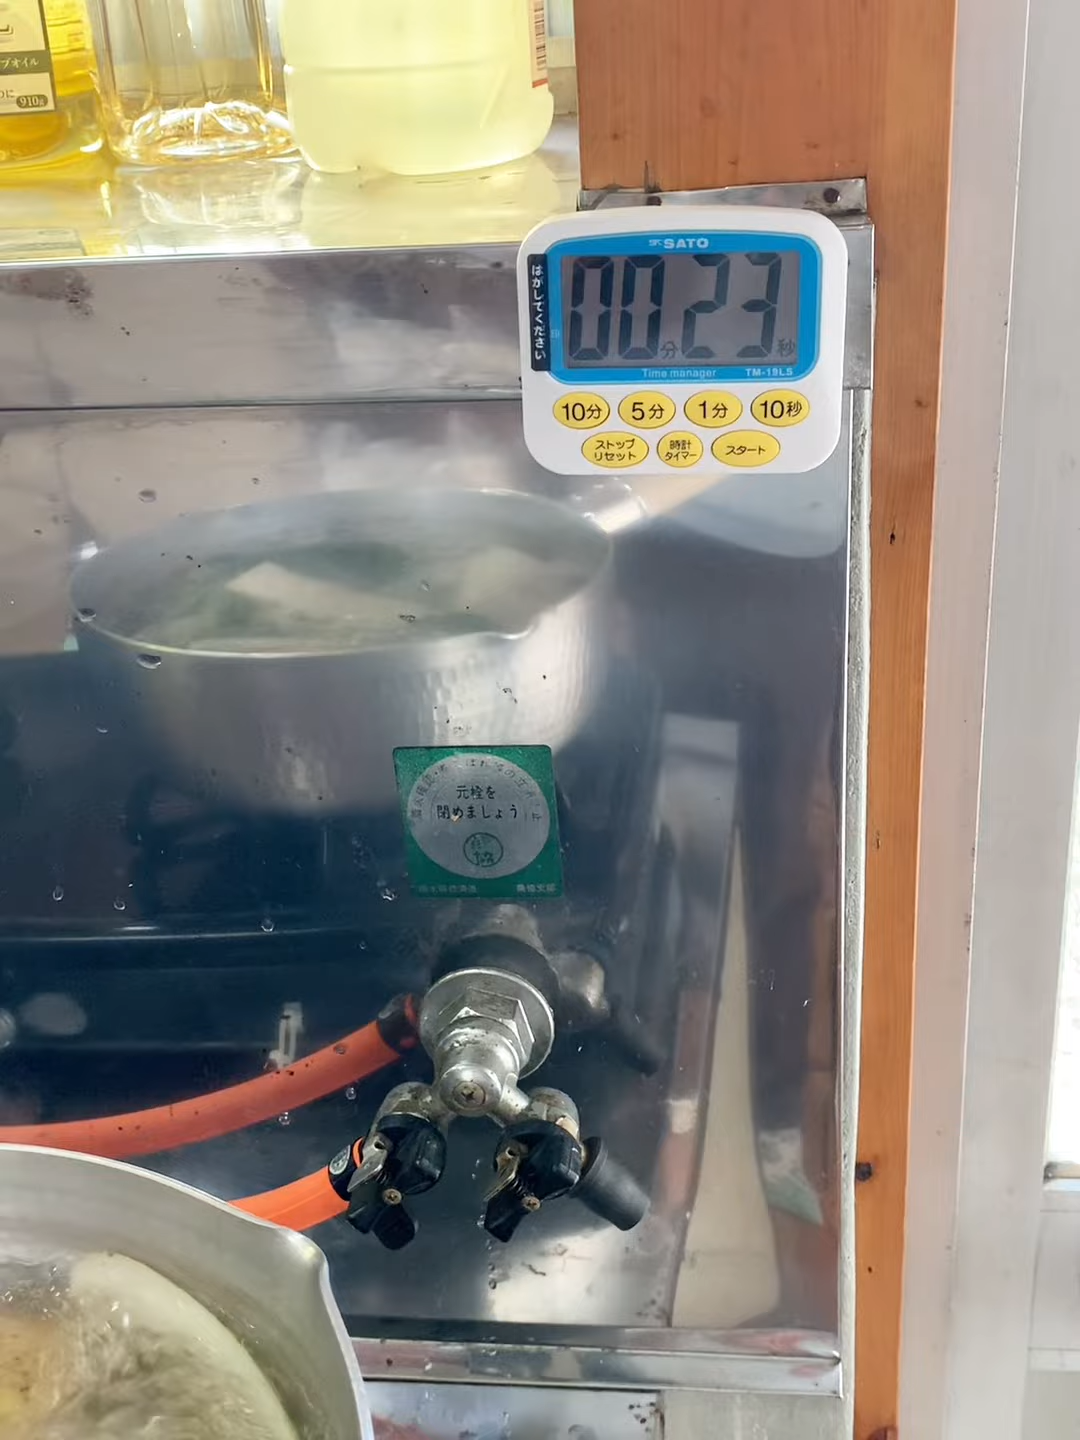 ブオイル
910g
SATO
はがしてください
00分23秒
Time manager TM-19LS
10分 5分 1分 10秒
ストップ
リセット
時計
タイマー
スタート
元栓を
閉めましょう
協